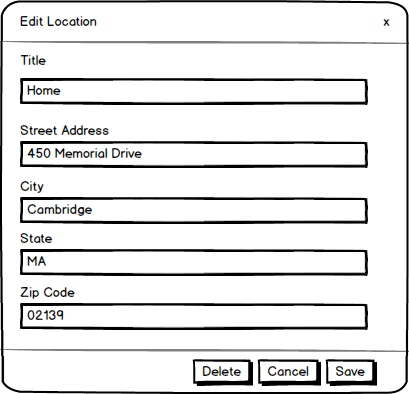 Edit Location x
Title
Home
Street Address
450 Memorial Drive
City
Cambridge
State
MA
Zip Code
02139
Delete Cancel Save